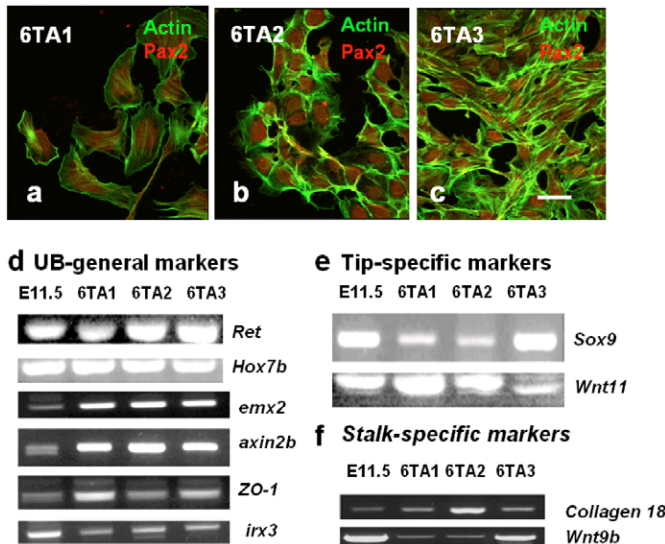 6TA1 Actin Pax2 a
6TA2 Actin Pax2 b
6TA3 Actin Pax2 c
d UB-general markers
E11.5 6TA1 6TA2 6TA3
Ret
Hox7b
emx2
axin2b
ZO-1
irx3
e Tip-specific markers
E11.5 6TA1 6TA2 6TA3
Sox9
Wnt11
f Stalk-specific markers
E11.5 6TA1 6TA2 6TA3
Collagen 18
Wnt9b